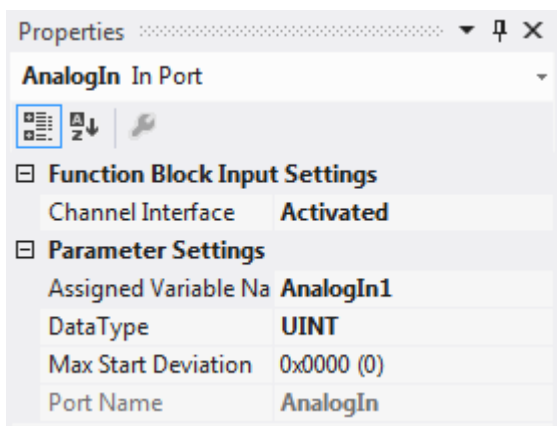 Properties
AnalogIn In Port
Function Block Input Settings
Channel Interface Activated
Parameter Settings
Assigned Variable Na AnalogIn1
DataType UINT
Max Start Deviation 0x0000 (0)
Port Name AnalogIn